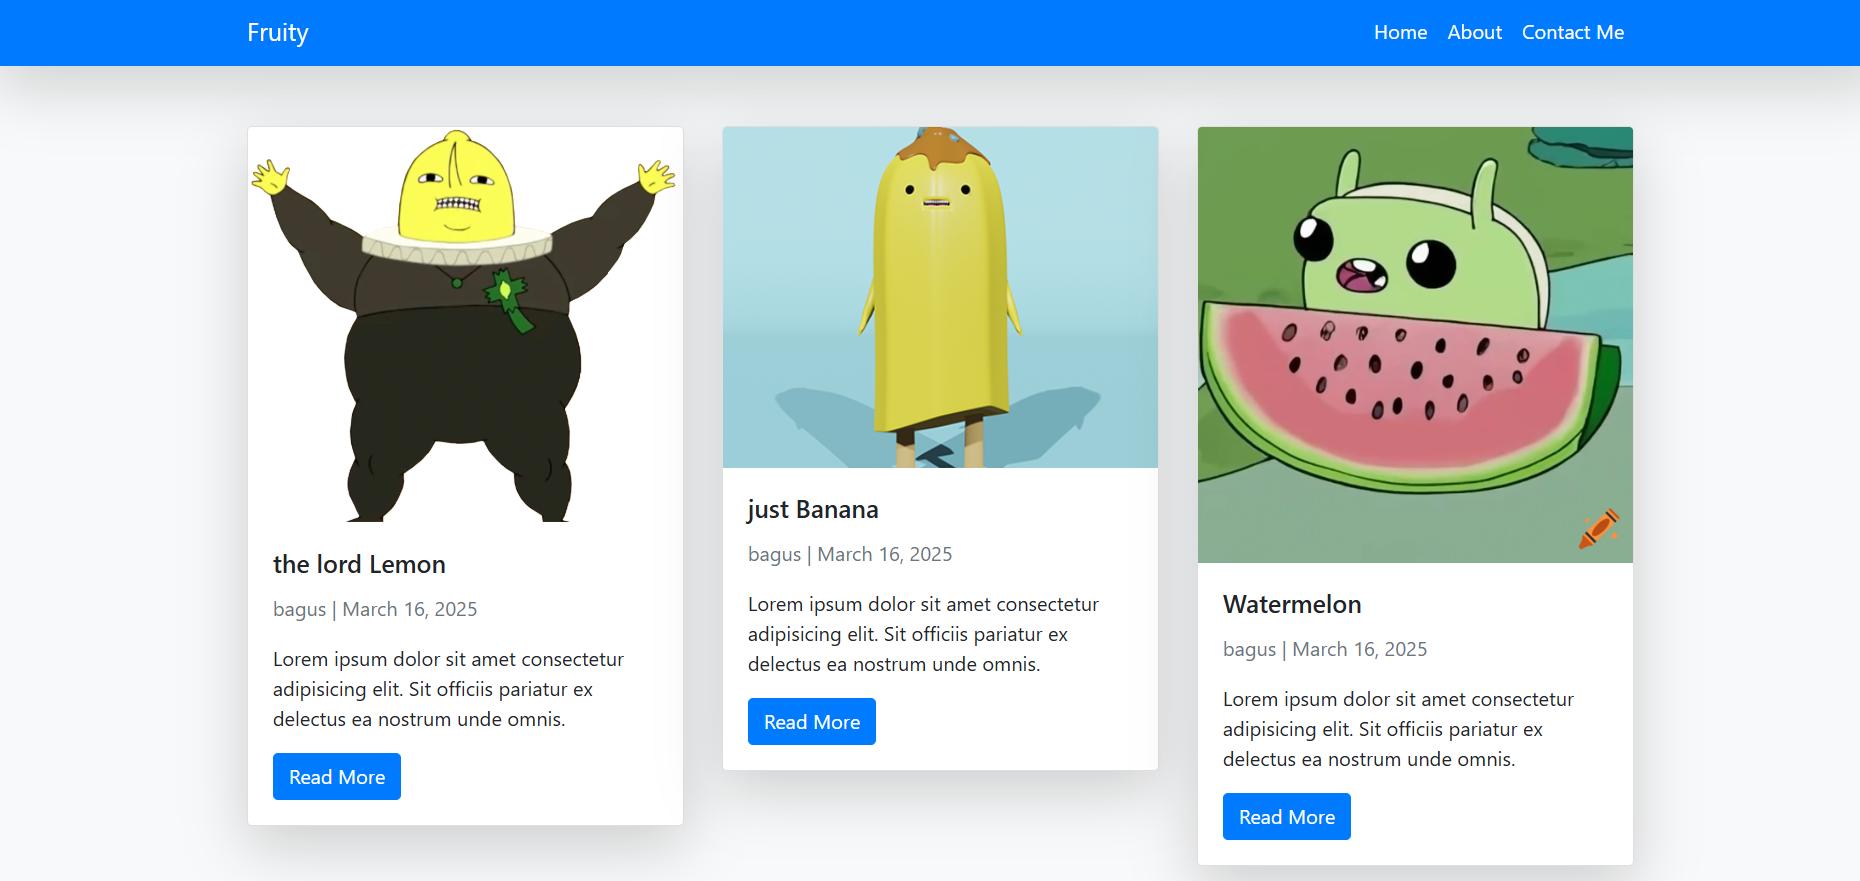 Fruity
Home About Contact Me
the lord Lemon
bagus | March 16, 2025
Lorem ipsum dolor sit amet consectetur
adipisicing elit. Sit officiis pariatur ex
delectus ea nostrum unde omnis.
Read More
just Banana
bagus | March 16, 2025
Lorem ipsum dolor sit amet consectetur
adipisicing elit. Sit officiis pariatur ex
delectus ea nostrum unde omnis.
Read More
Watermelon
bagus | March 16, 2025
Lorem ipsum dolor sit amet consectetur
adipisicing elit. Sit officiis pariatur ex
delectus ea nostrum unde omnis.
Read More